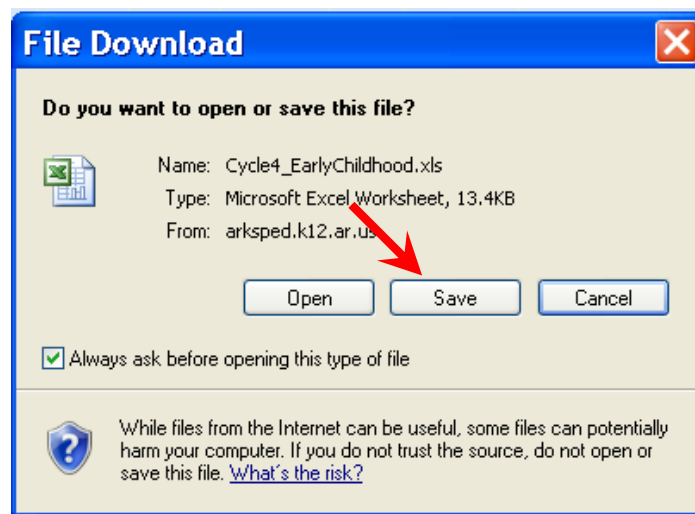 File Download
Do you want to open or save this file?
Name: Cycle4_EarlyChildhood.xls
Type: Microsoft Excel Worksheet, 13.4KB
From: arksped.k12.ar.us
Open Save Cancel
Always ask before opening this type of file
While files from the Internet can be useful, some files can potentially
harm your computer. If you do not trust the source, do not open or
save this file. What's the risk?